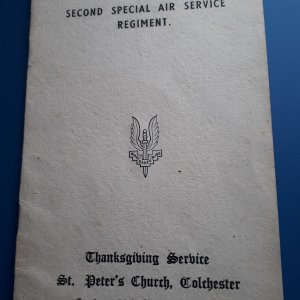 SECOND SPECIAL AIR SERVICE
REGIMENT.
Thanksgiving Service
St. Peter's Church, Colchester